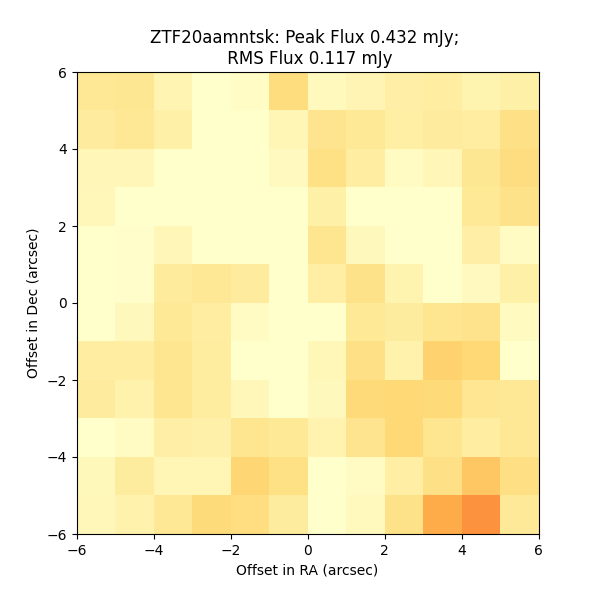 ZTF20aamntsk: Peak Flux 0.432 mJy;
RMS Flux 0.117 mJy
6
4
2
0
−2
−4
−6
Offset in Dec (arcsec)
−6 −4 −2 0 2 4 6
Offset in RA (arcsec)